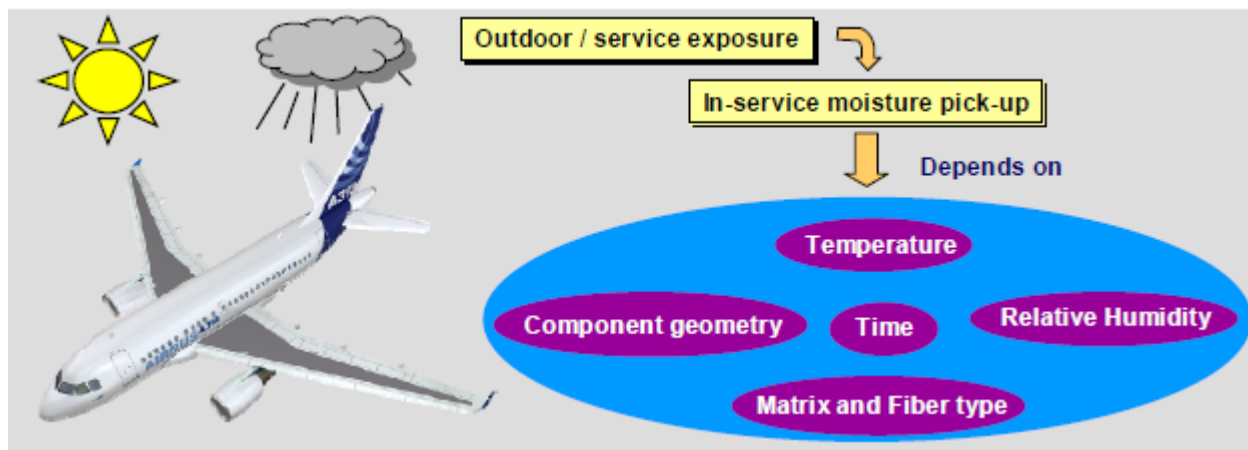 Outdoor / service exposure
In-service moisture pick-up
Depends on
Temperature
Component geometry
Time
Relative Humidity
Matrix and Fiber type